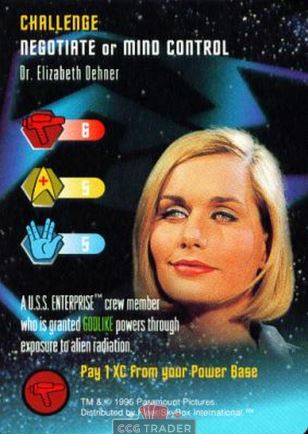 CHALLENGE
NEGOTIATE or MIND CONTROL
Dr. Elizabeth Dehner
6
5
5
A U.S.S. ENTERPRISE™ crew member
who is granted GODLIKE powers through
exposure to alien radiation.
Pay 1 XC From your Power Base
TM & © 1996 Paramount Pictures.
Distributed by SkyBox International.™
CCG TRADER